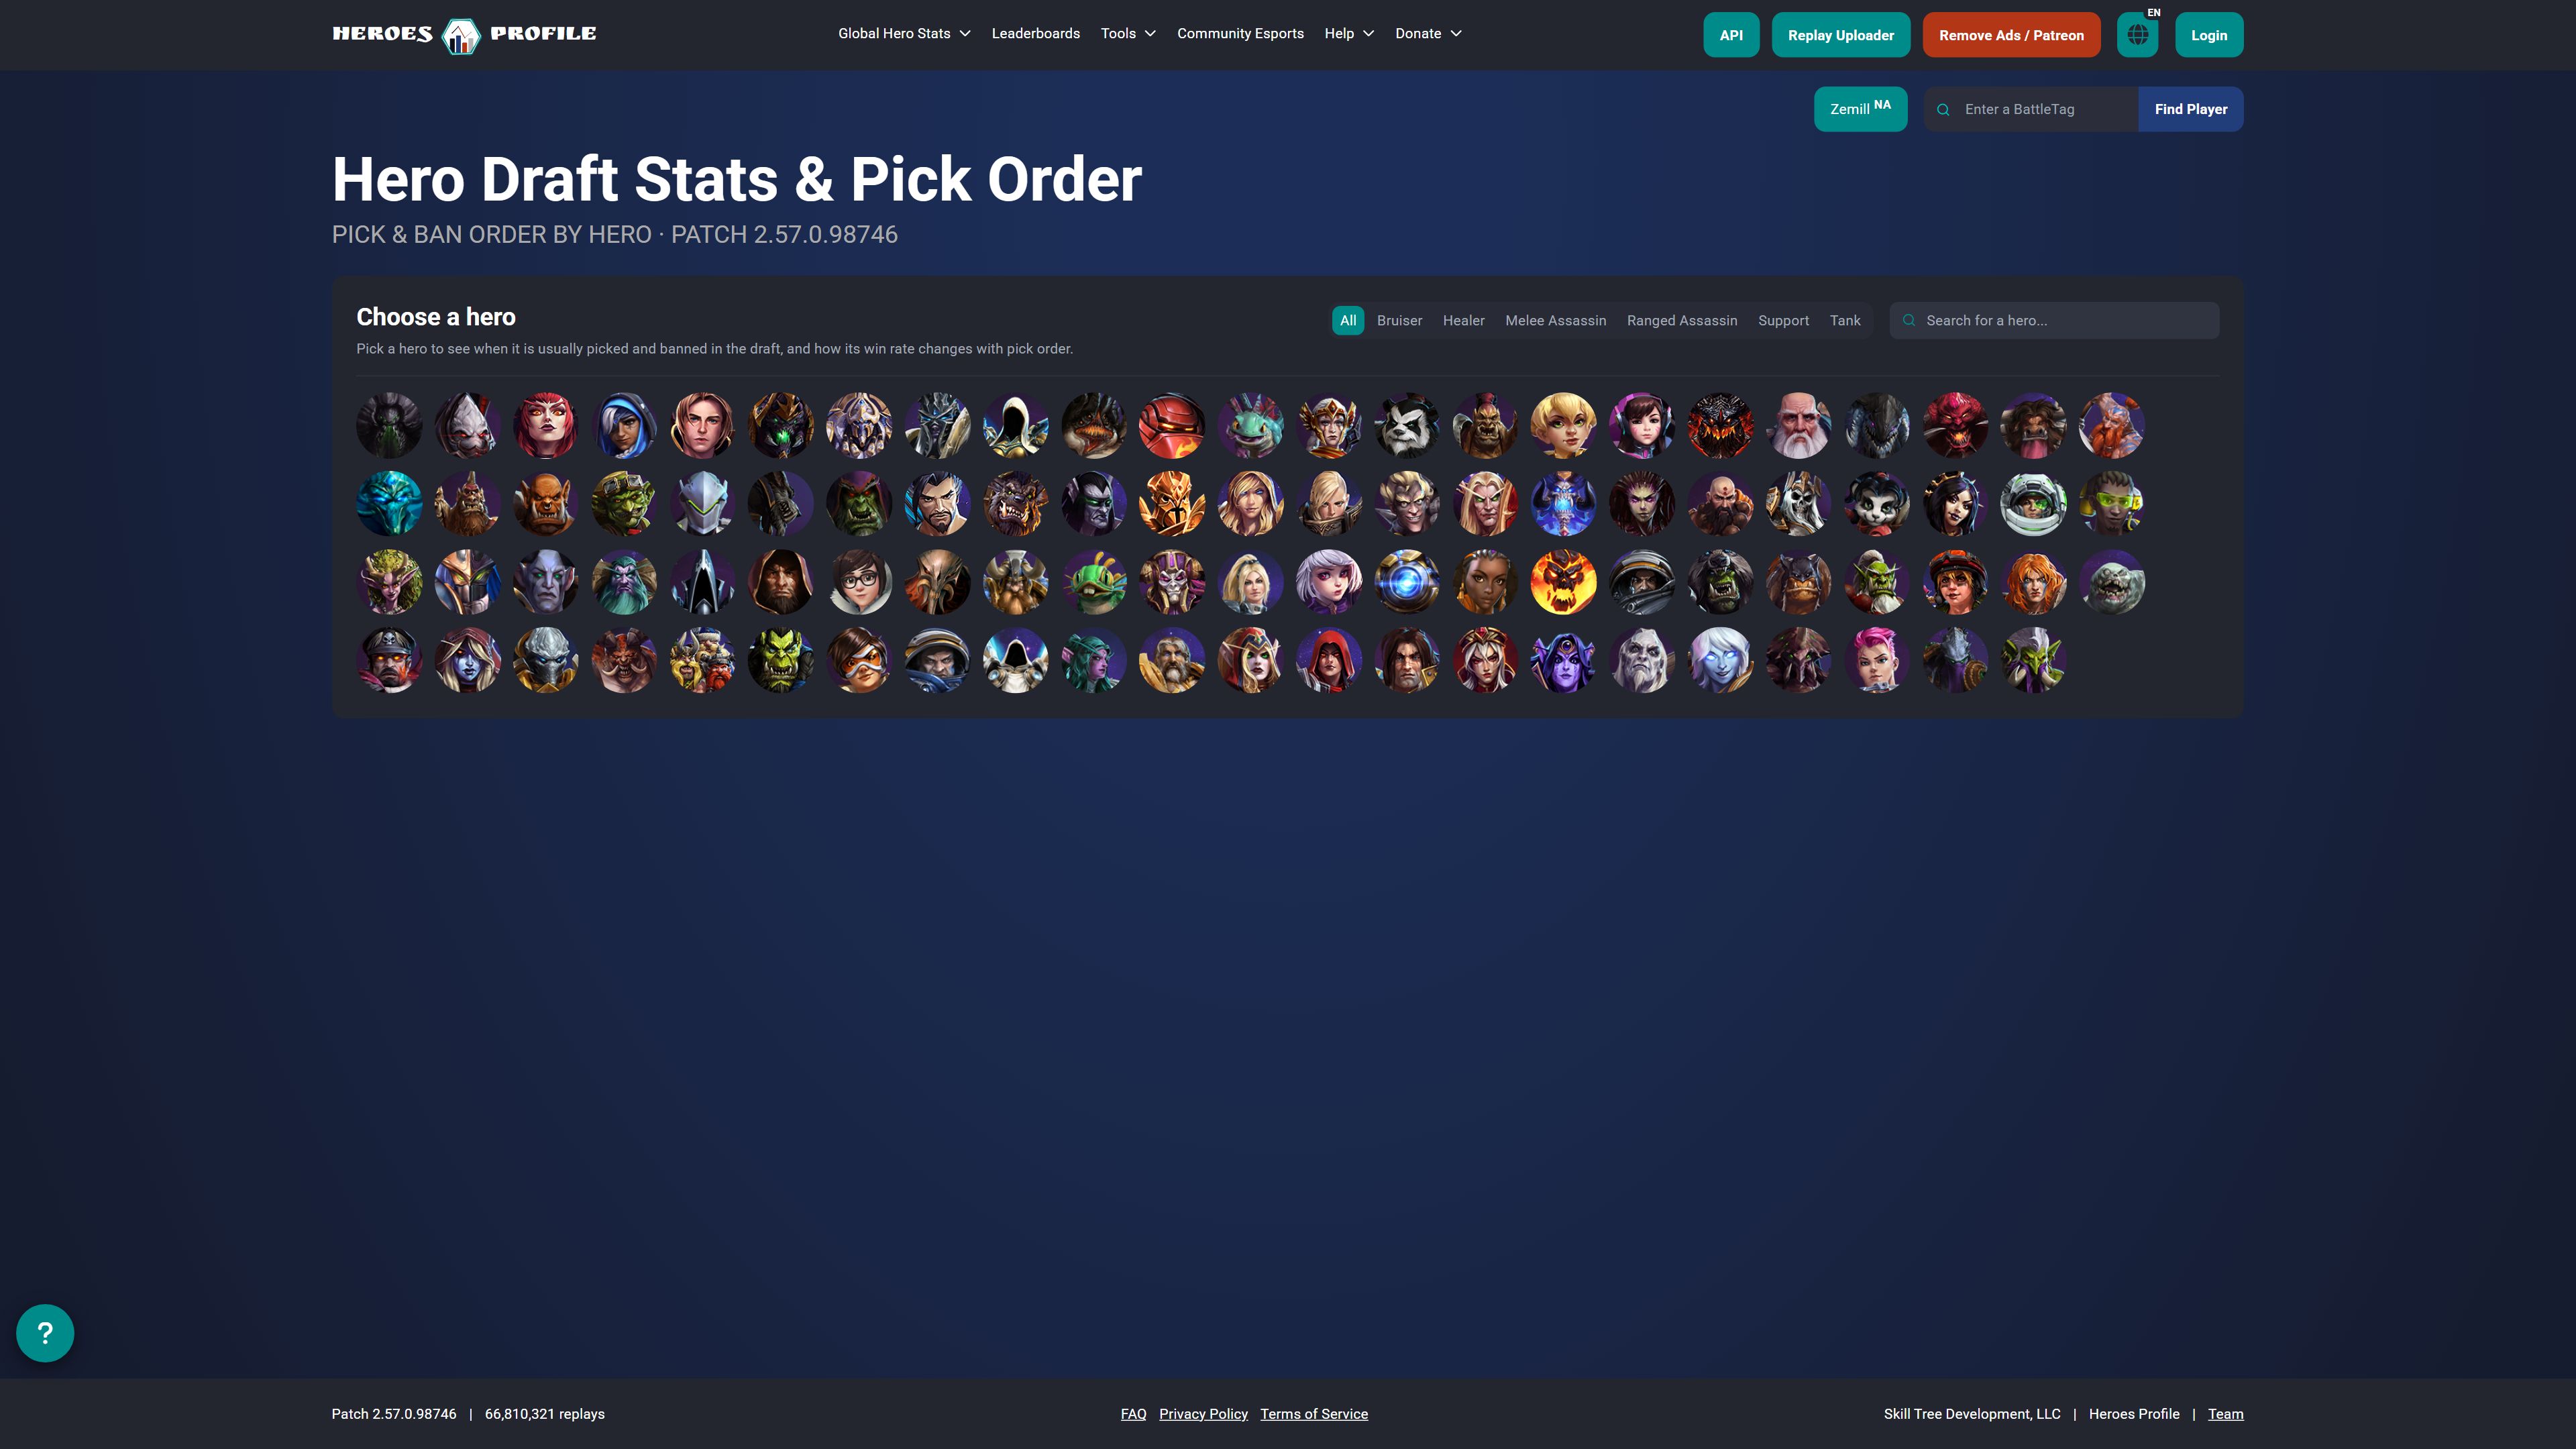 HEROES PROFILE
Global Hero Stats
Leaderboards
Tools
Community Esports
Help
Donate
API
Replay Uploader
Remove Ads / Patreon
EN
Login
Zemill NA
Enter a BattleTag
Find Player
Hero Draft Stats & Pick Order
PICK & BAN ORDER BY HERO · PATCH 2.57.0.98746
Choose a hero
All
Bruiser
Healer
Melee Assassin
Ranged Assassin
Support
Tank
Search for a hero...
Pick a hero to see when it is usually picked and banned in the draft, and how its win rate changes with pick order.
?
Patch 2.57.0.98746 | 66,810,321 replays
FAQ Privacy Policy Terms of Service
Skill Tree Development, LLC | Heroes Profile | Team